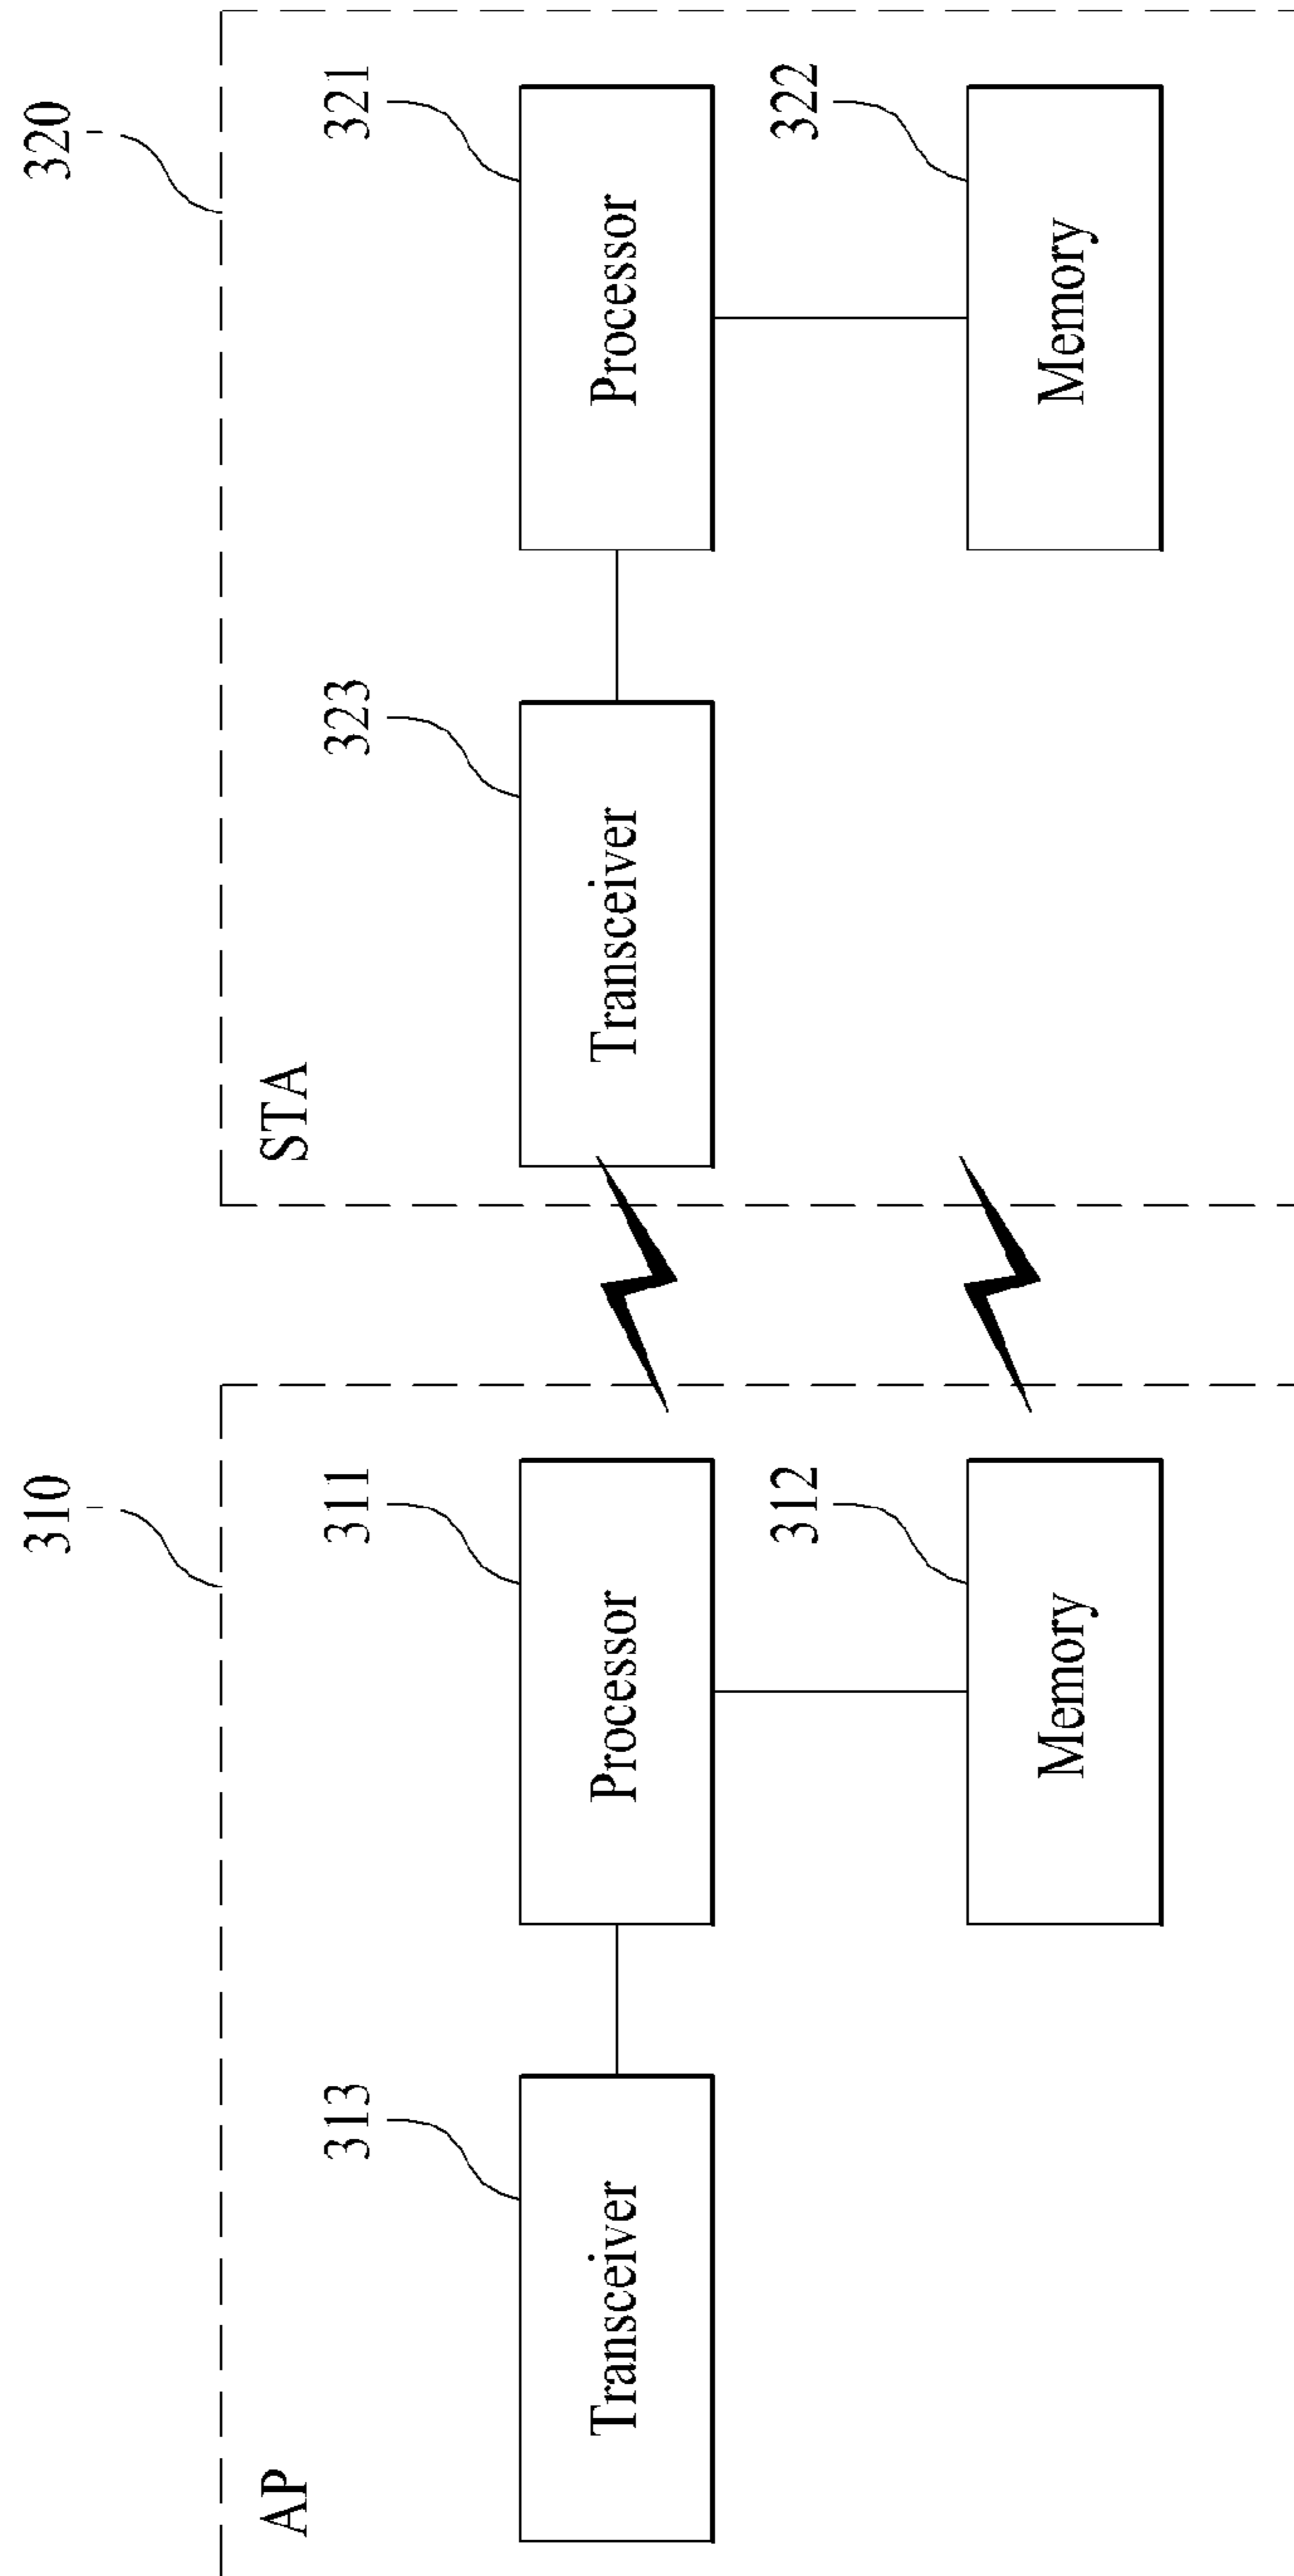 310
320
AP
STA
313
311
323
321
Transceiver
Processor
Transceiver
Processor
312
322
Memory
Memory